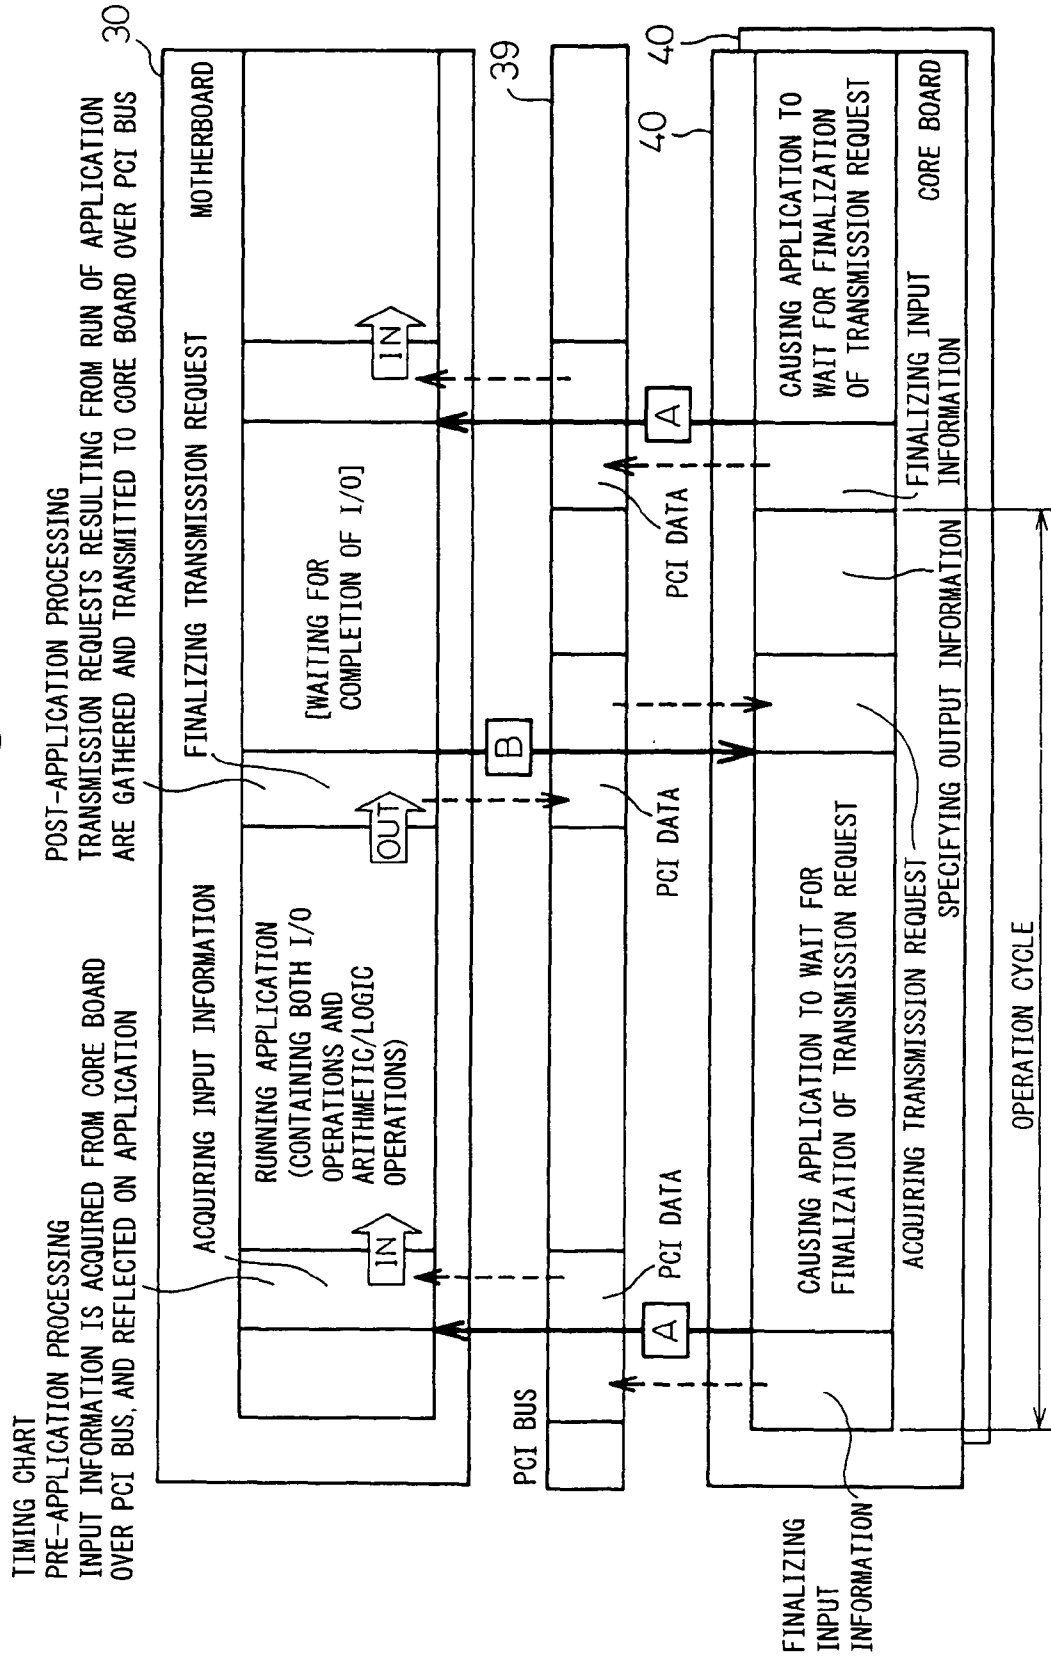 TIMING CHART
PRE-APPLICATION PROCESSING
INPUT INFORMATION IS ACQUIRED FROM CORE BOARD
OVER PCI BUS, AND REFLECTED ON APPLICATION
POST-APPLICATION PROCESSING
TRANSMISSION REQUESTS RESULTING FROM RUN OF APPLICATION
ARE GATHERED AND TRANSMITTED TO CORE BOARD OVER PCI BUS
30
ACQUIRING INPUT INFORMATION
FINALIZING TRANSMISSION REQUEST
MOTHERBOARD
RUNNING APPLICATION
(CONTAINING BOTH I/O
OPERATIONS AND
ARITHMETIC/LOGIC
OPERATIONS)
[WAITING FOR
COMPLETION OF I/O]
IN
OUT
IN
B
39
PCI BUS
PCI DATA
PCI DATA
PCI DATA
A
A
40
40
CAUSING APPLICATION TO WAIT FOR
FINALIZATION OF TRANSMISSION REQUEST
CAUSING APPLICATION TO
WAIT FOR FINALIZATION
OF TRANSMISSION REQUEST
FINALIZING
INPUT
INFORMATION
ACQUIRING TRANSMISSION REQUEST
SPECIFYING OUTPUT INFORMATION
FINALIZING INPUT
INFORMATION
CORE BOARD
OPERATION CYCLE